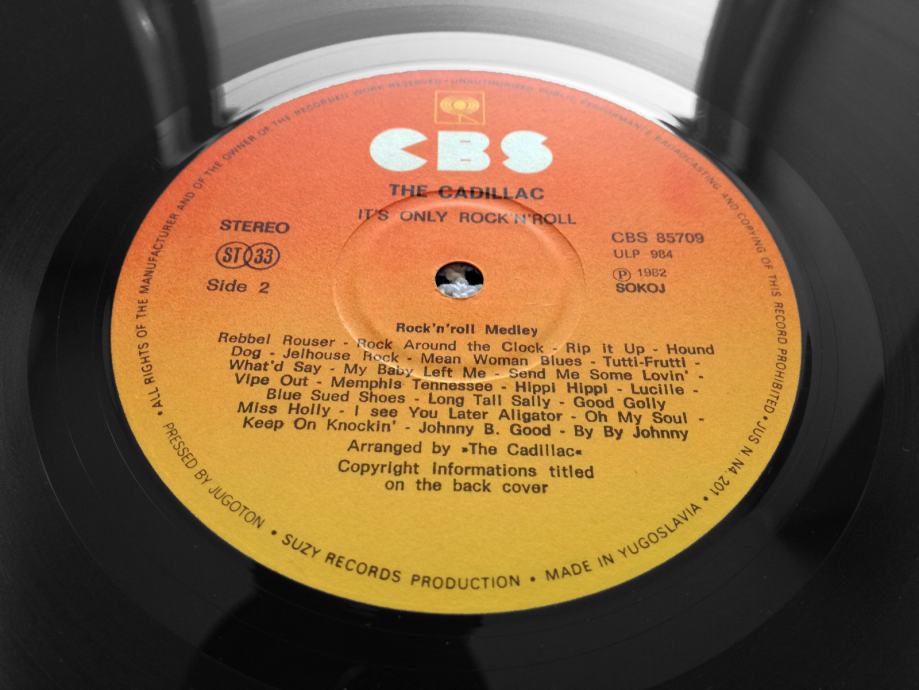 • ALL RIGHTS OF THE MANUFACTURER AND OF THE OWNER OF THE RECORDED WORK RESERVED • UNAUTHORIZED PUBLIC PERFORMANCE BROADCASTING AND COPYING OF THIS RECORD PROHIBITED • JUS N N4. 201 •
CBS
THE CADILLAC
IT'S ONLY ROCK'N'ROLL
STEREO
ST 33
Side 2
CBS 85709
ULP 984
Ⓟ 1982
SOKOJ
Rock'n'roll Medley
Rebbel Rouser - Rock Around the Clock - Rip it Up - Hound
Dog - Jelhouse Rock - Mean Woman Blues - Tutti-Frutti -
What'd Say - My Baby Left Me - Send Me Some Lovin' -
Vipe Out - Memphis Tennessee - Hippi Hippi - Lucille -
Blue Sued Shoes - Long Tall Sally - Good Golly
Miss Holly - I see You Later Aligator - Oh My Soul -
Keep On Knockin' - Johnny B. Good - By By Johnny
Arranged by »The Cadillac«
Copyright Informations titled
on the back cover
PRESSED BY JUGOTON • SUZY RECORDS PRODUCTION • MADE IN YUGOSLAVIA